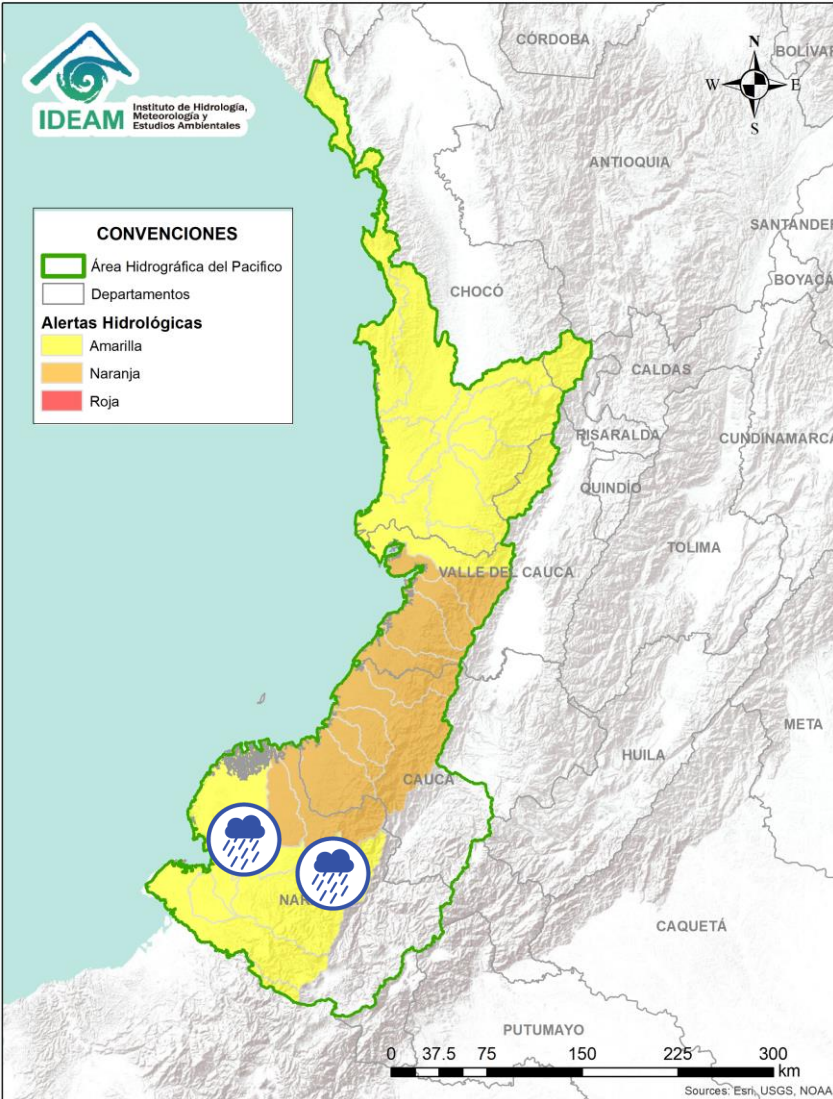 IDEAM
Instituto de Hidrología,
Meteorología y
Estudios Ambientales
N
W E
S
CÓRDOBA
BOLÍVAR
ANTIOQUIA
SANTANDER
BOYACÁ
CHOCÓ
CONVENCIONES
Área Hidrográfica del Pacifico
Departamentos
Alertas Hidrológicas
Amarilla
Naranja
Roja
CALDAS
RISARALDA
CUNDINAMARCA
QUINDÍO
TOLIMA
VALLE DEL CAUCA
META
HUILA
CAUCA
NAR
CAQUETÁ
PUTUMAYO
0 37.5 75 150 225 300
km
Sources: Esri, USGS, NOAA